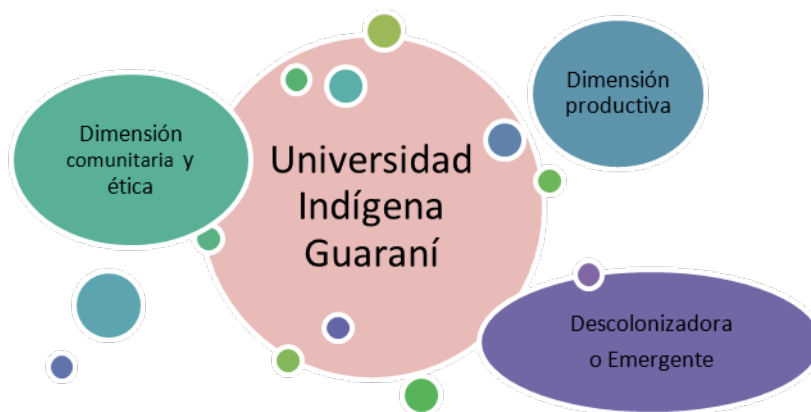 Dimensión
comunitaria y
ética
Universidad
Indígena
Guaraní
Dimensión
productiva
Descolonizadora
o Emergente